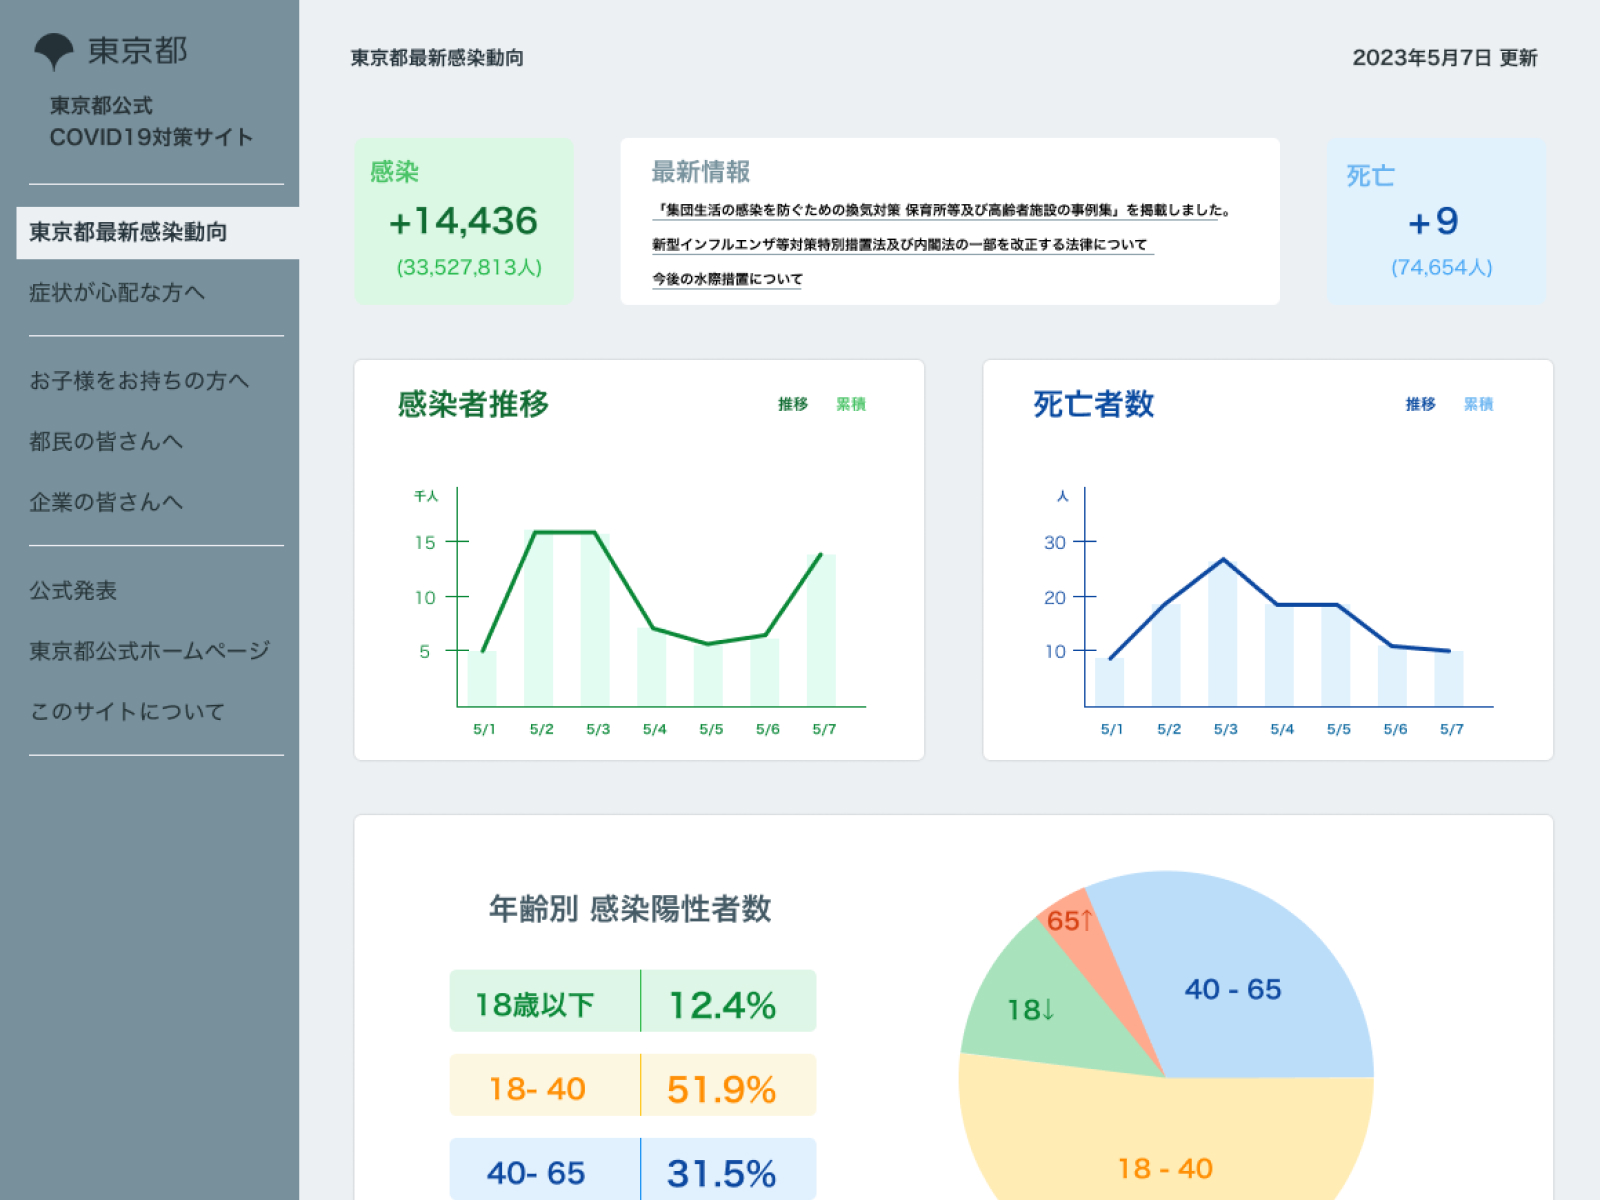 東京都
東京都公式
COVID19対策サイト
東京都最新感染動向
症状が心配な方へ
お子様をお持ちの方へ
都民の皆さんへ
企業の皆さんへ
公式発表
東京都公式ホームページ
このサイトについて
東京都最新感染動向
2023年5月7日 更新
感染
+14,436
(33,527,813人)
最新情報
「集団生活の感染を防ぐための換気対策 保育所等及び高齢者施設の事例集」を掲載しました。
新型インフルエンザ等対策特別措置法及び内閣法の一部を改正する法律について
今後の水際措置について
死亡
+9
(74,654人)
感染者推移
推移 累積
千人
15
10
5
5/1 5/2 5/3 5/4 5/5 5/6 5/7
死亡者数
推移 累積
人
30
20
10
5/1 5/2 5/3 5/4 5/5 5/6 5/7
年齢別 感染陽性者数
18歳以下 12.4%
18- 40 51.9%
40- 65 31.5%
65↑
40 - 65
18↓
18 - 40